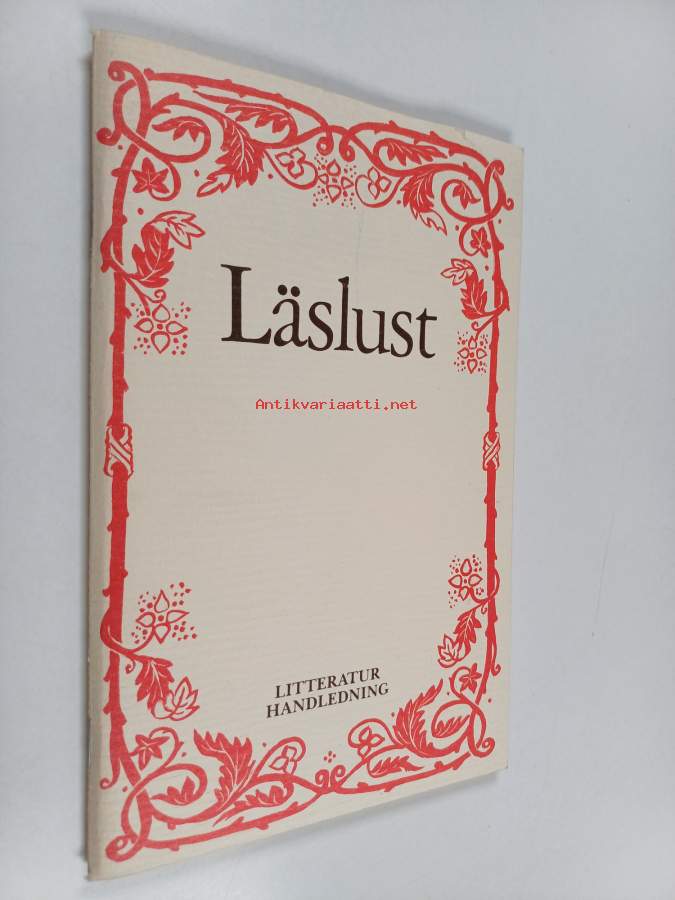 Läslust
Antikvariaatti.net
LITTERATUR
HANDLEDNING